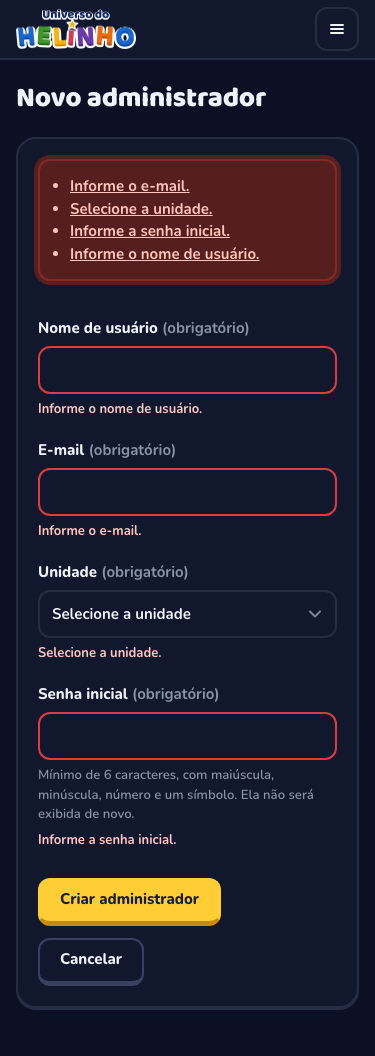 Universo do
HELINHO
Novo administrador
Informe o e-mail.
Selecione a unidade.
Informe a senha inicial.
Informe o nome de usuário.
Nome de usuário (obrigatório)
Informe o nome de usuário.
E-mail (obrigatório)
Informe o e-mail.
Unidade (obrigatório)
Selecione a unidade
Selecione a unidade.
Senha inicial (obrigatório)
Mínimo de 6 caracteres, com maiúscula,
minúscula, número e um símbolo. Ela não será
exibida de novo.
Informe a senha inicial.
Criar administrador
Cancelar